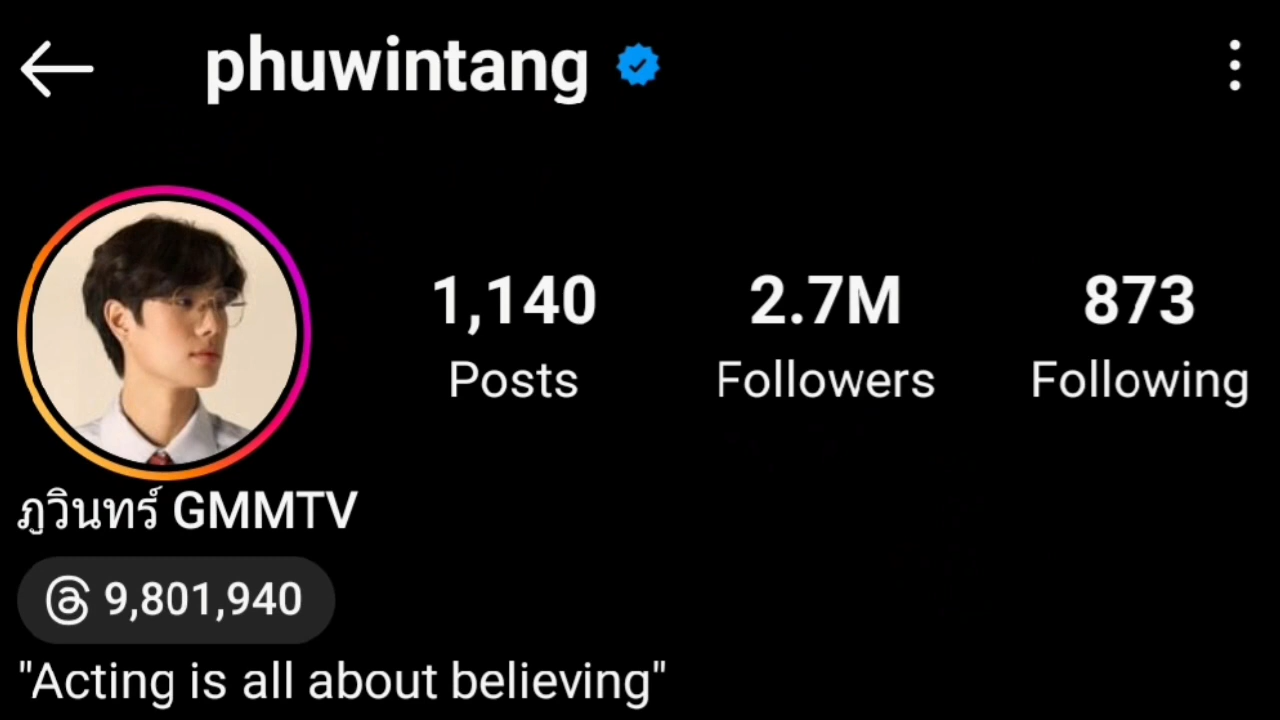 phuwintang
1,140 2.7M 873
Posts Followers Following
ภูวินทร์ GMMTV
9,801,940
"Acting is all about believing"